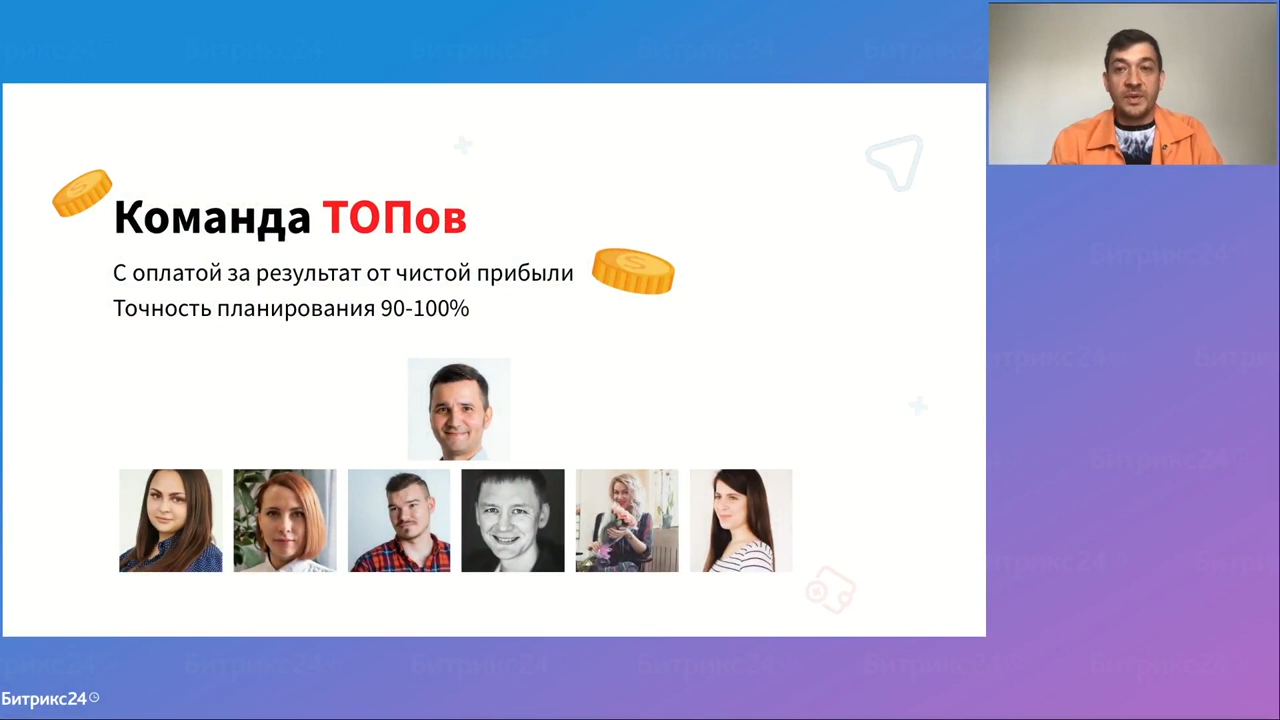 Команда ТОПов
С оплатой за результат от чистой прибыли
Точность планирования 90-100%
Битрикс24